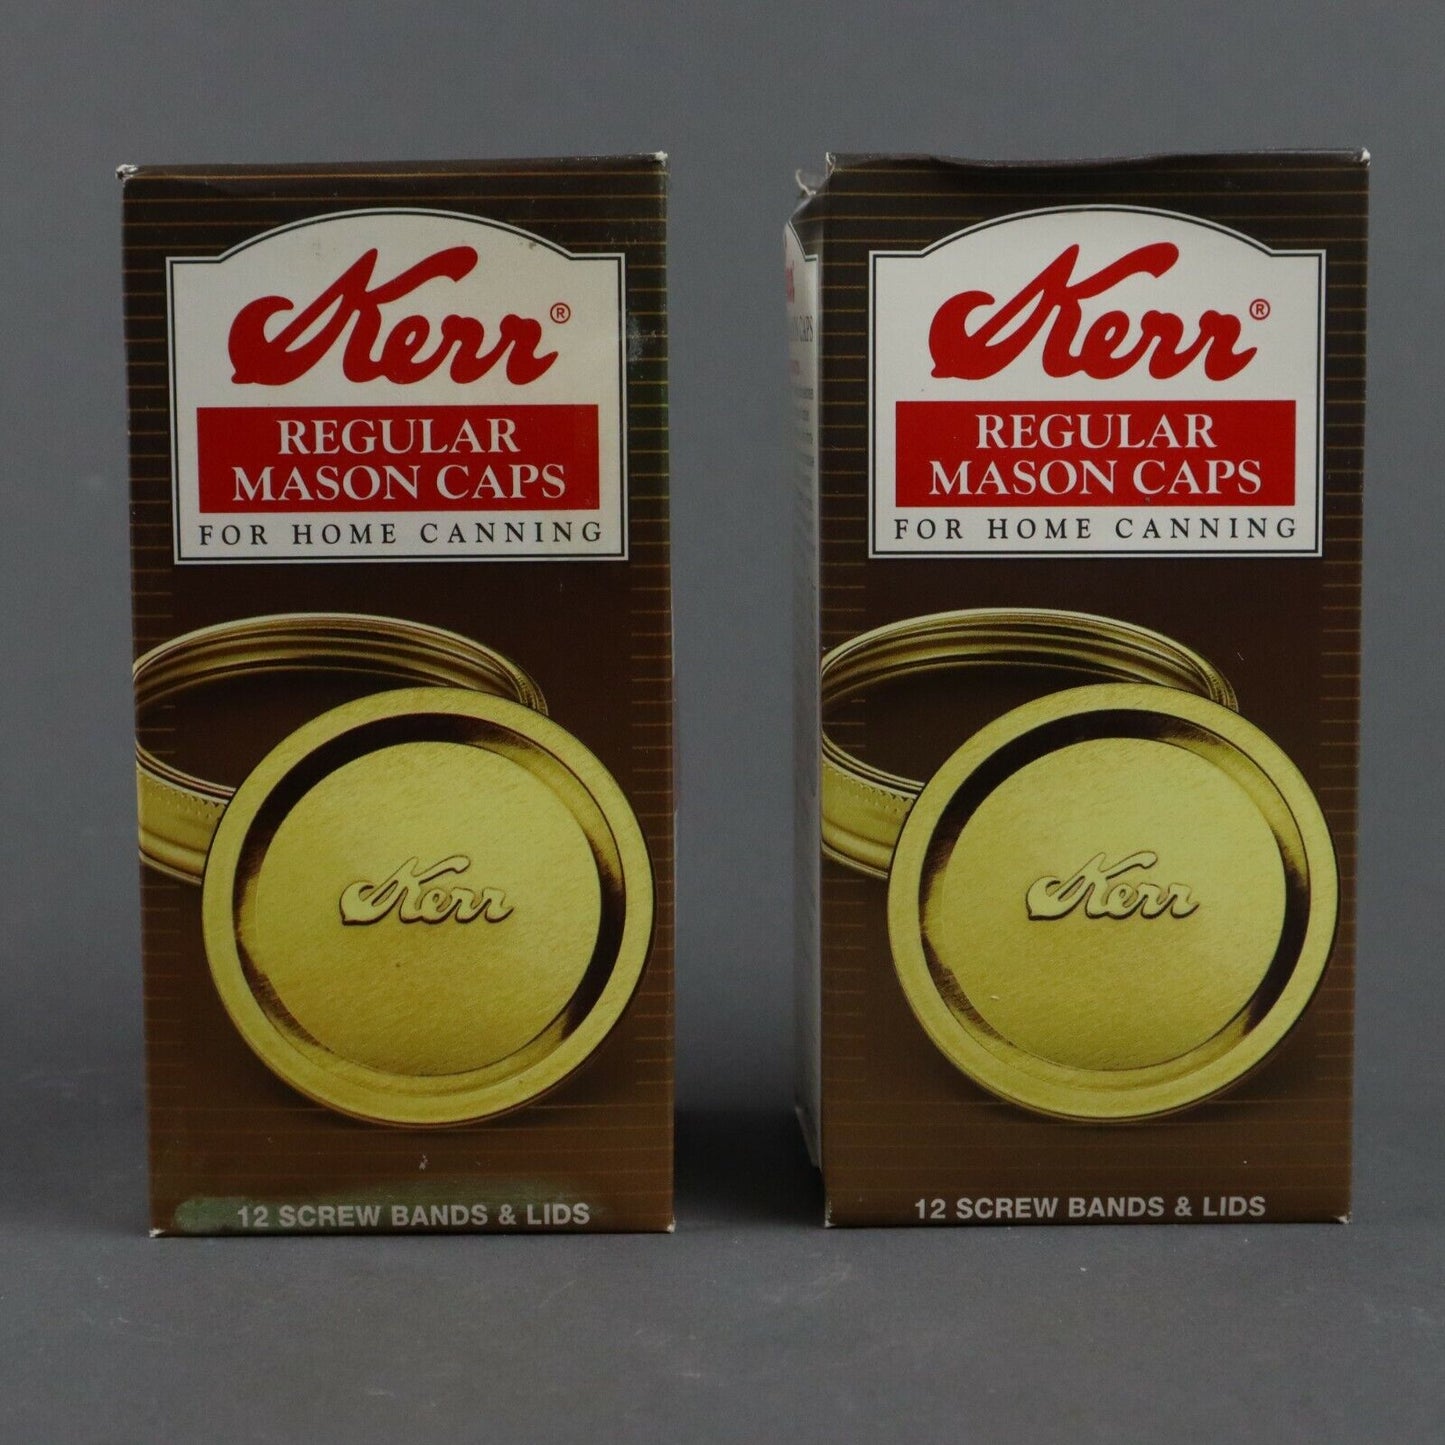 Kerr®
REGULAR
MASON CAPS
FOR HOME CANNING
Kerr
12 SCREW BANDS & LIDS
Kerr®
REGULAR
MASON CAPS
FOR HOME CANNING
Kerr
12 SCREW BANDS & LIDS